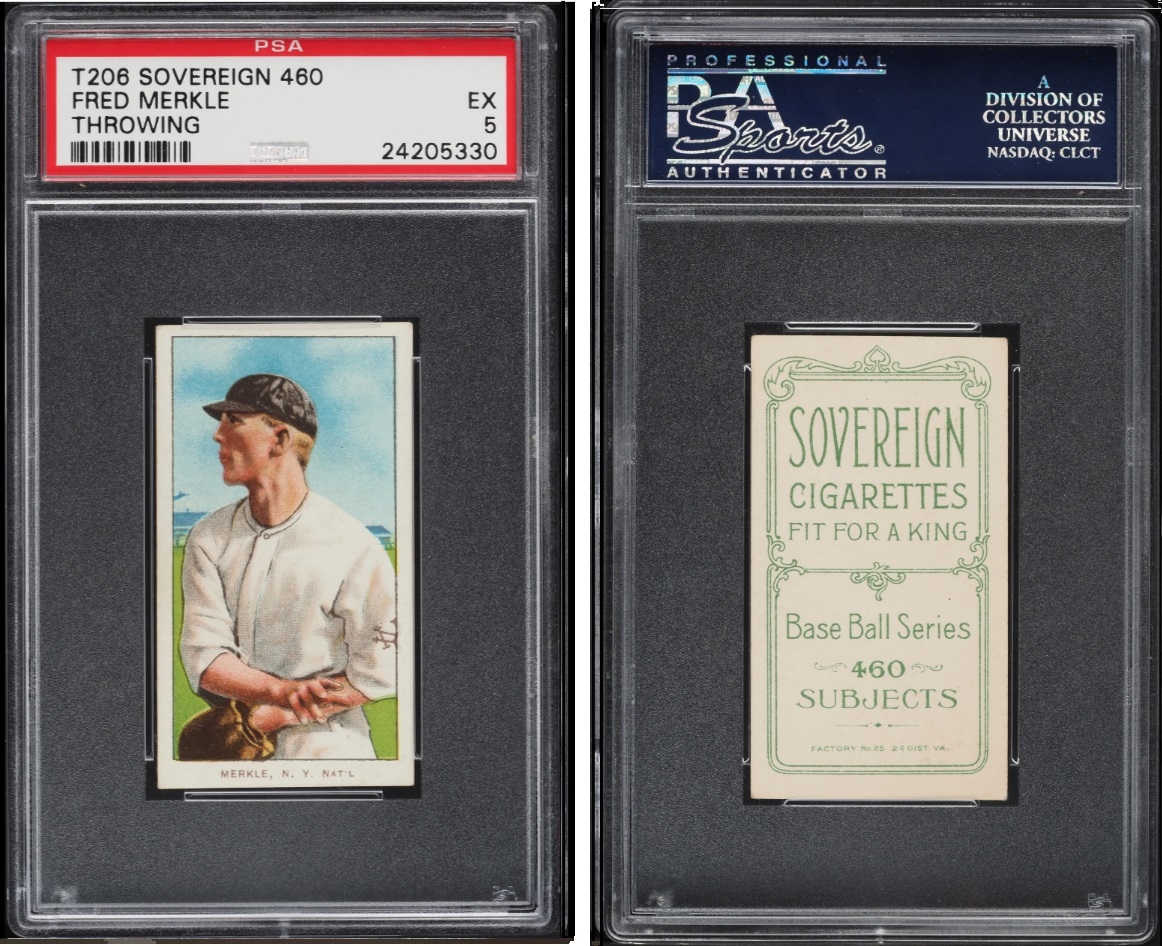 PSA
T206 SOVEREIGN 460
FRED MERKLE EX
THROWING 5
24205330
MERKLE, N. Y. NAT'L
PROFESSIONAL
PSA
Sports®
AUTHENTICATOR
A
DIVISION OF
COLLECTORS
UNIVERSE
NASDAQ: CLCT
SOVEREIGN
CIGARETTES
FIT FOR A KING
Base Ball Series
460
SUBJECTS
FACTORY No 25 2d DIST VA.